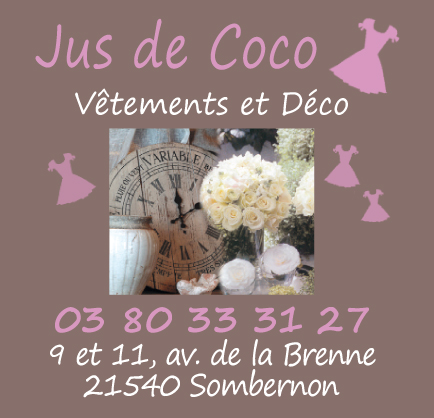 Jus de Coco
Vêtements et Déco
VARIABLE
03 80 33 31 27
9 et 11, av. de la Brenne
21540 Sombernon